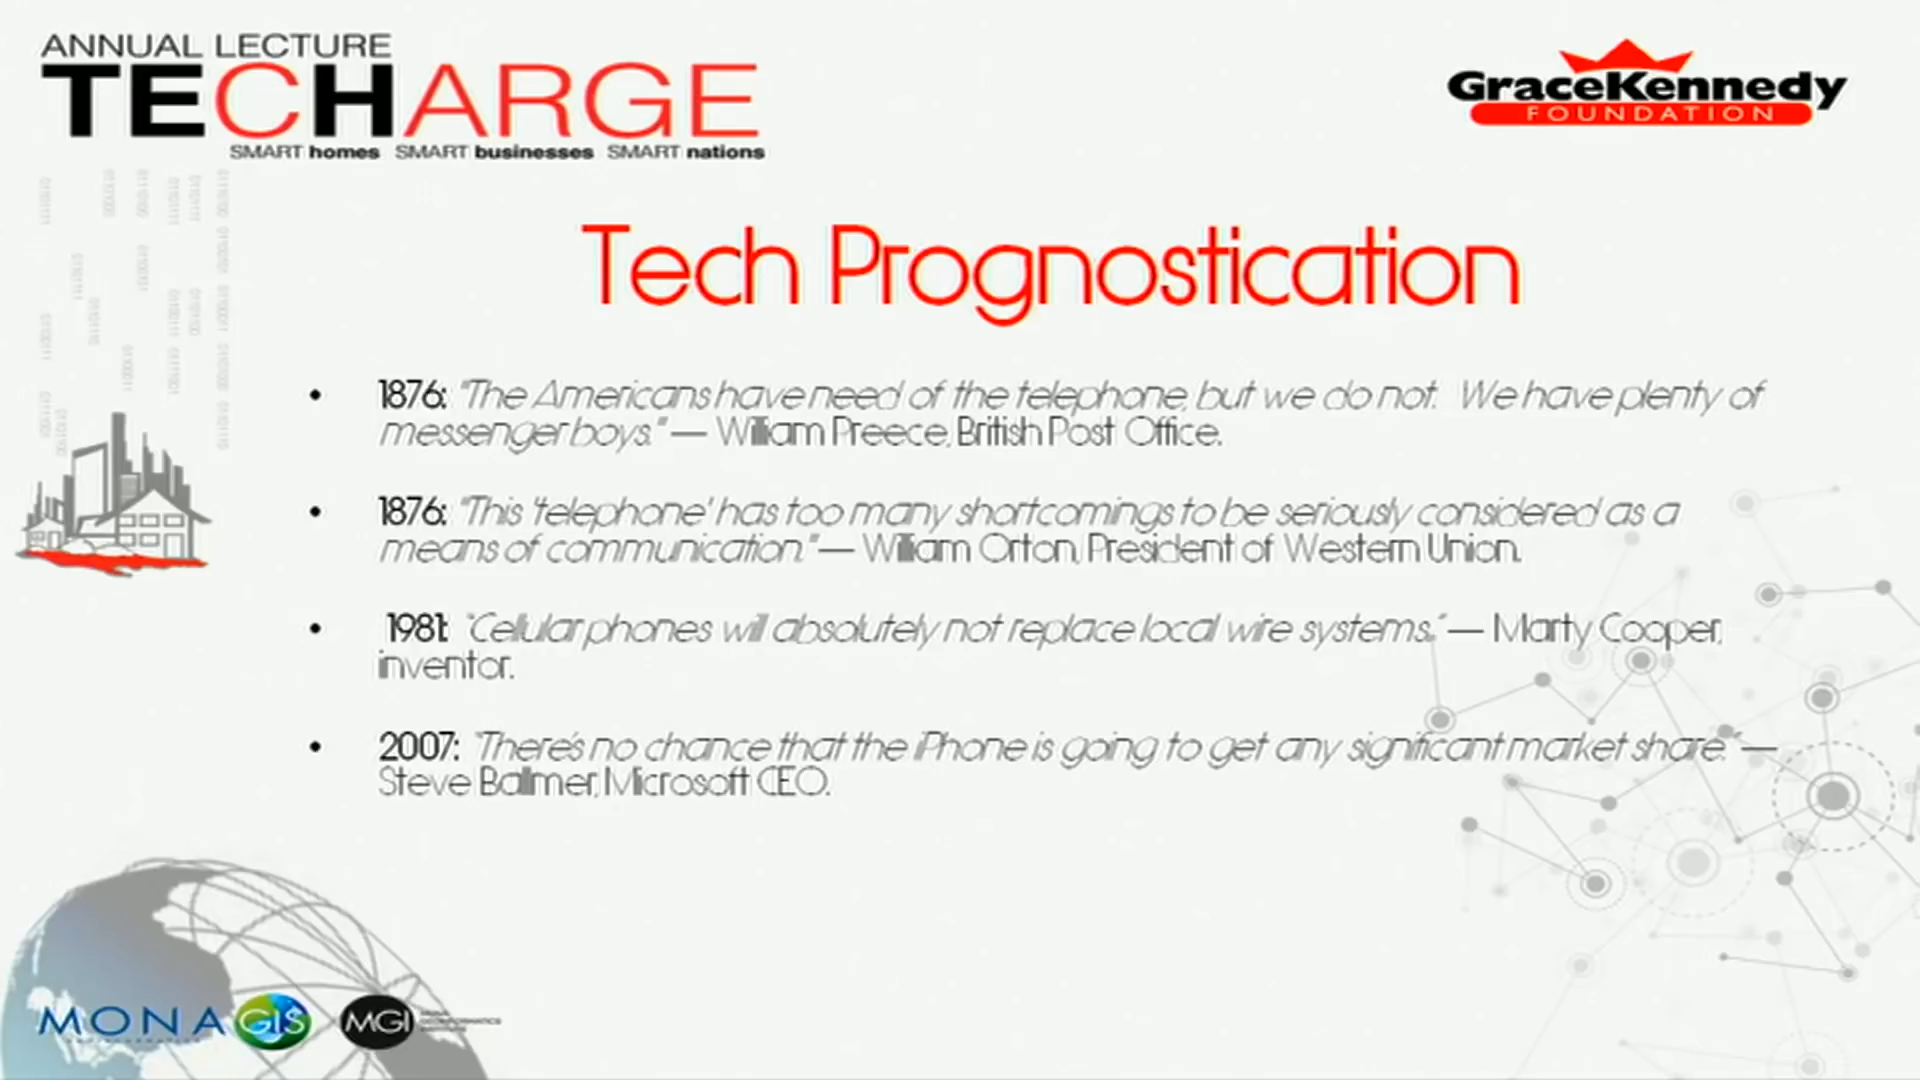 ANNUAL LECTURE
TECHARGE
SMART homes SMART businesses SMART nations
GraceKennedy
FOUNDATION
Tech Prognostication
• 1876: "The Americans have need of the telephone, but we do not. We have plenty of
messenger boys." — William Preece, British Post Office.
• 1876: "This 'telephone' has too many shortcomings to be seriously considered as a
means of communication." — William Orton, President of Western Union.
• 1981: "Cellular phones will absolutely not replace local wire systems." — Marty Cooper,
inventor.
• 2007: "There's no chance that the iPhone is going to get any significant market share." —
Steve Ballmer, Microsoft CEO.
MONA GIS
MGI